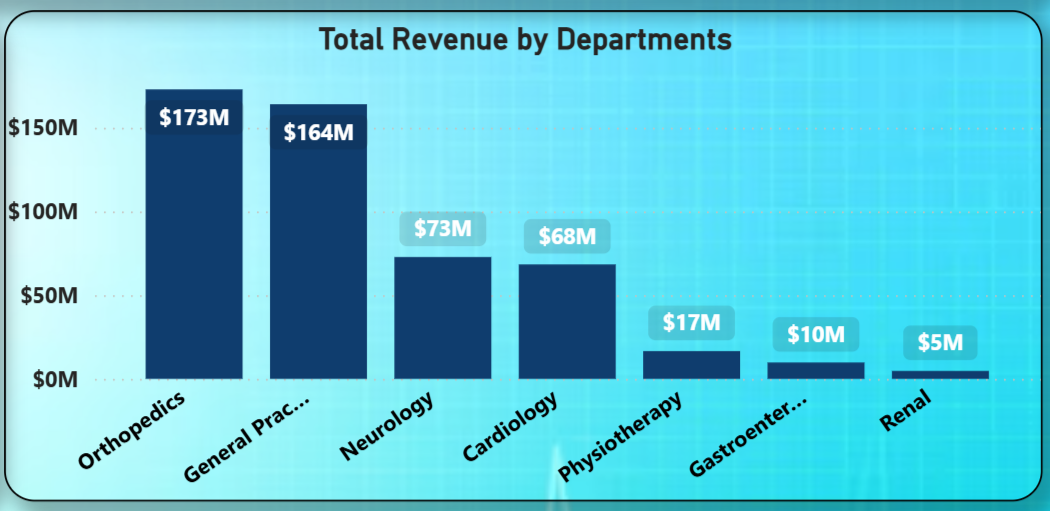 Total Revenue by Departments
$150M
$100M
$50M
$0M
$173M
$164M
$73M
$68M
$17M
$10M
$5M
Orthopedics
General Prac...
Neurology
Cardiology
Physiotherapy
Gastroenter...
Renal